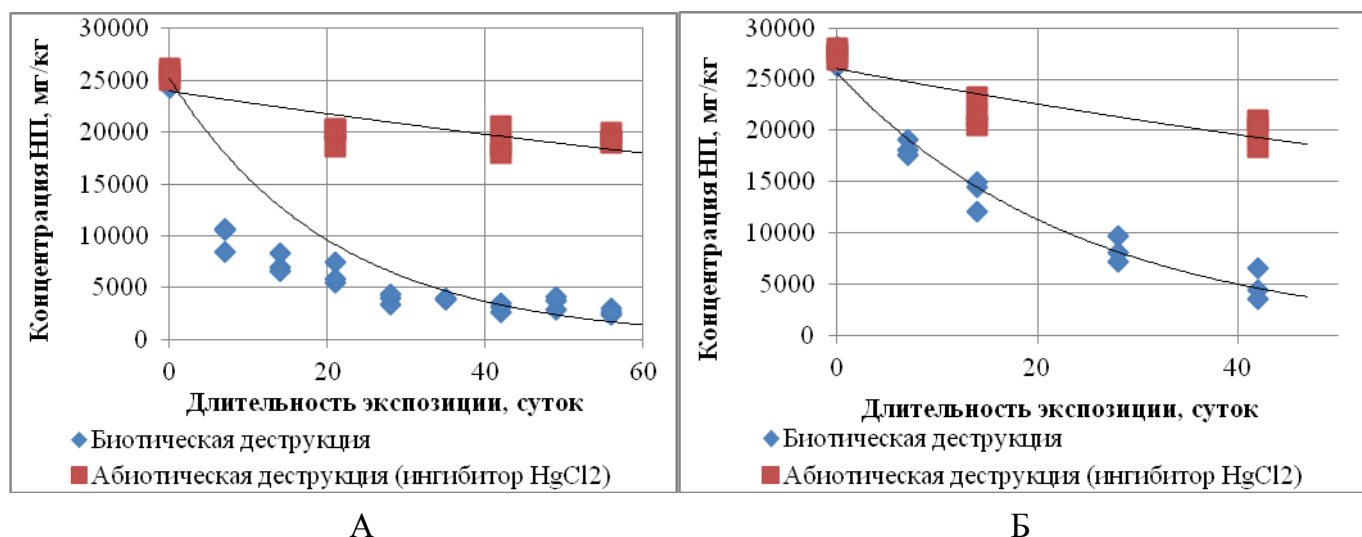 Концентрация НП, мг/кг
30000
25000
20000
15000
10000
5000
0
0 20 40 60
Длительность экспозиции, суток
Биотическая деструкция
Абиотическая деструкция (ингибитор HgCl2)
А
Концентрация НП, мг/кг
30000
25000
20000
15000
10000
5000
0
0 20 40
Длительность экспозиции, суток
Биотическая деструкция
Абиотическая деструкция (ингибитор HgCl2)
Б